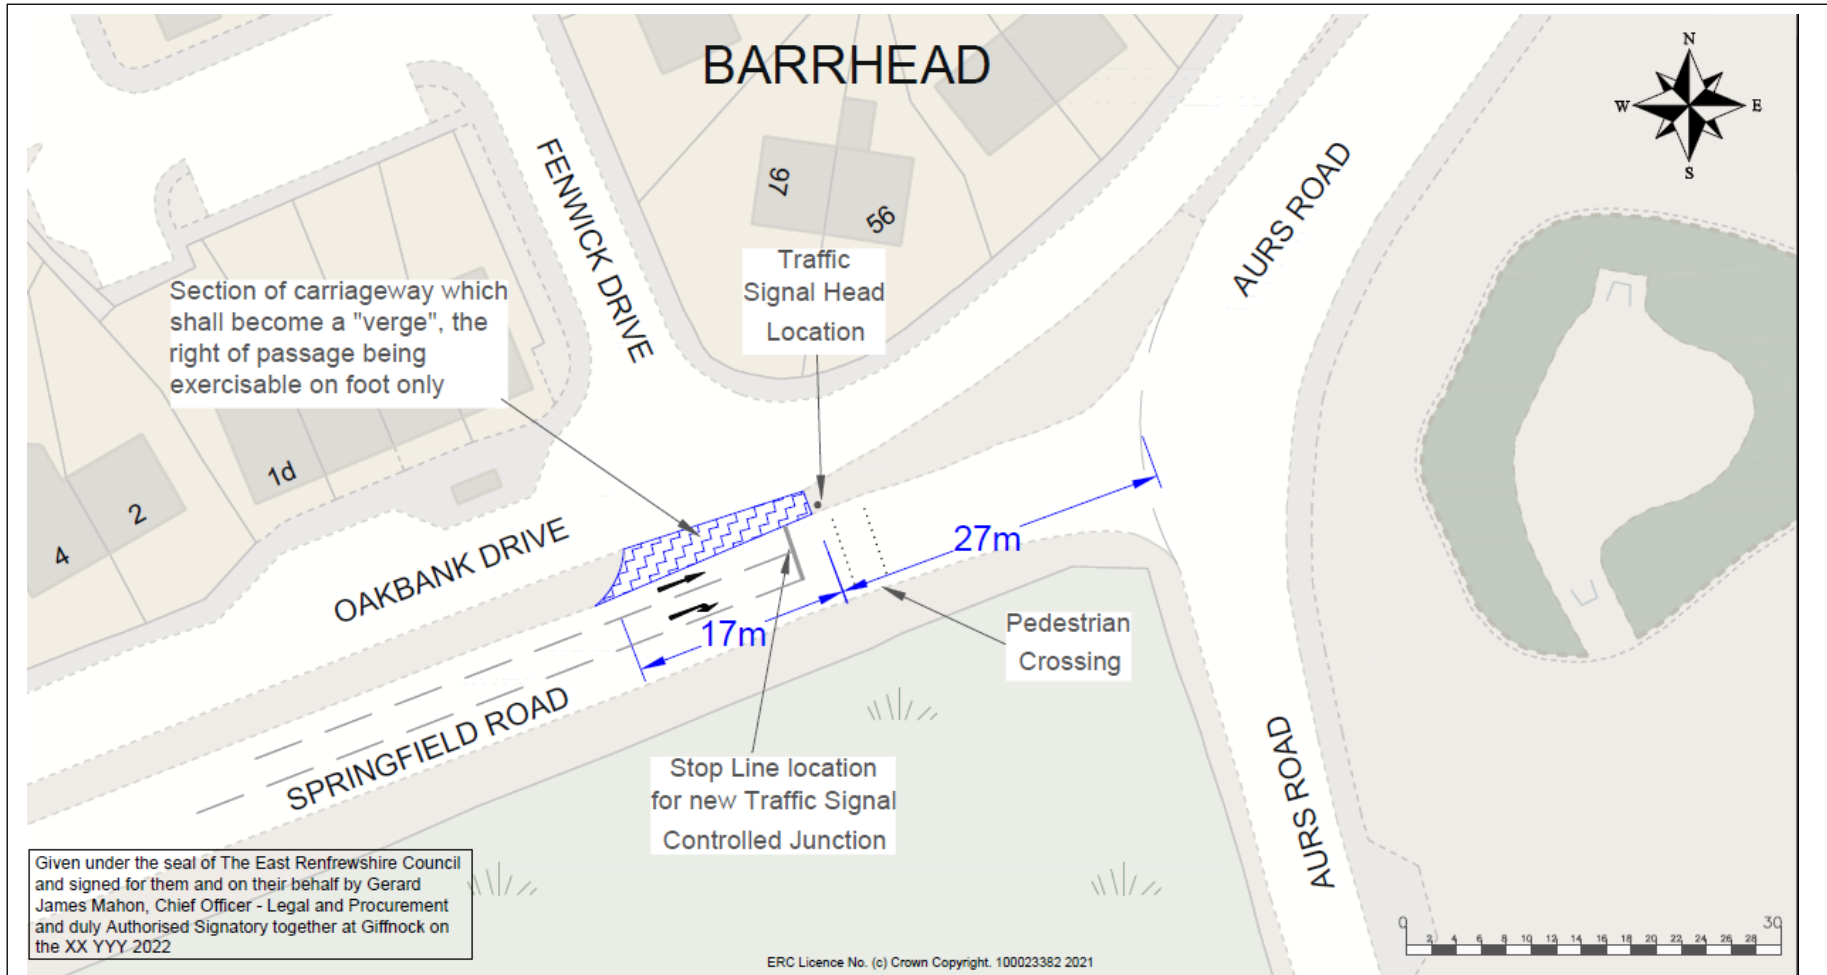 BARRHEAD
N
W
E
S
FENWICK DRIVE
97
56
AURS ROAD
Traffic
Signal Head
Location
Section of carriageway which
shall become a "verge", the
right of passage being
exercisable on foot only
1d
2
4
OAKBANK DRIVE
27m
17m
Pedestrian
Crossing
SPRINGFIELD ROAD
Stop Line location
for new Traffic Signal
Controlled Junction
AURS ROAD
Given under the seal of The East Renfrewshire Council
and signed for them and on their behalf by Gerard
James Mahon, Chief Officer - Legal and Procurement
and duly Authorised Signatory together at Giffnock on
the XX YYY 2022
0 30
2 4 6 8 10 12 14 16 18 20 22 24 26 28
ERC Licence No. (c) Crown Copyright. 100023382 2021